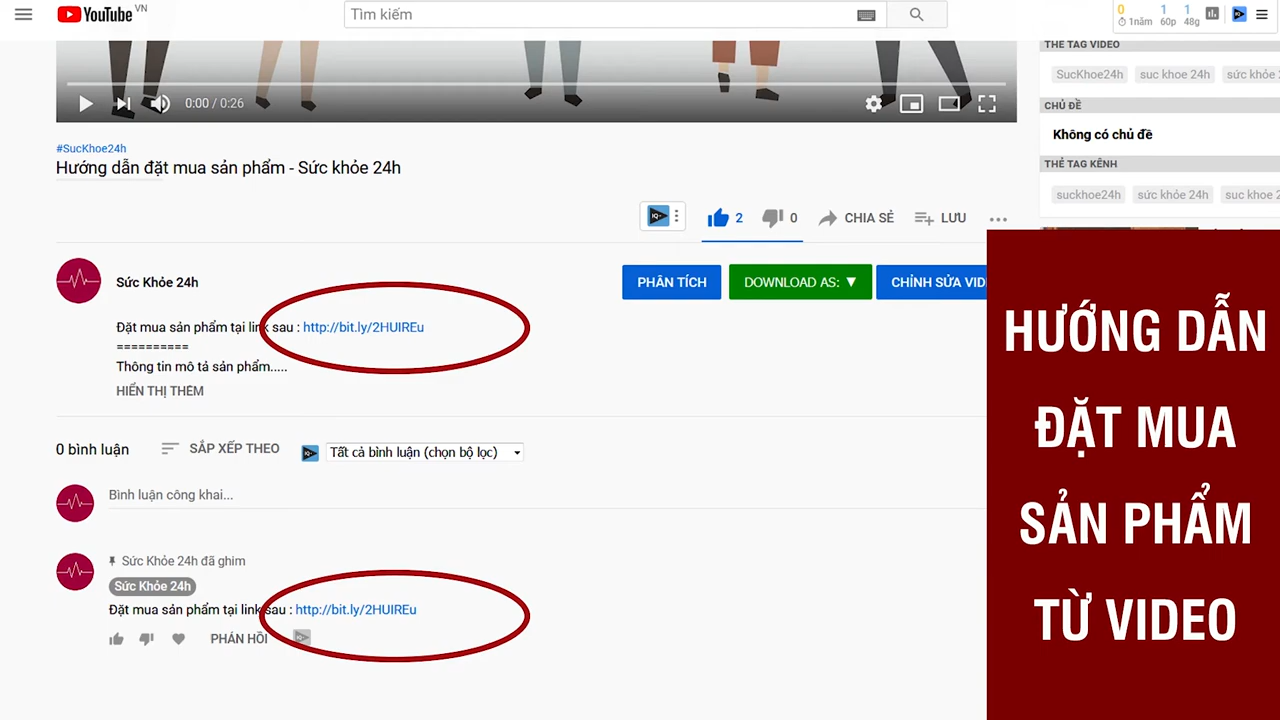 YouTube VN
Tìm kiếm
0 1 1
1năm 60p 48g
THẺ TAG VIDEO
SucKhoe24h suc khoe 24h sức khỏe
CHỦ ĐỀ
Không có chủ đề
THẺ TAG KÊNH
suckhoe24h sức khỏe 24h suc khoe 2
0:00 / 0:26
#SucKhoe24h
Hướng dẫn đặt mua sản phẩm - Sức khỏe 24h
IQ 2 0 CHIA SẺ LƯU
Sức Khỏe 24h
PHÂN TÍCH DOWNLOAD AS: ▼ CHỈNH SỬA VID
Đặt mua sản phẩm tại link sau : http://bit.ly/2HUIREu
==========
Thông tin mô tả sản phẩm.....
HIỂN THỊ THÊM
0 bình luận SẮP XẾP THEO Tất cả bình luận (chọn bộ lọc)
Bình luận công khai...
Sức Khỏe 24h đã ghim
Sức Khỏe 24h
Đặt mua sản phẩm tại link sau : http://bit.ly/2HUIREu
PHẢN HỒI
HƯỚNG DẪN
ĐẶT MUA
SẢN PHẨM
TỪ VIDEO